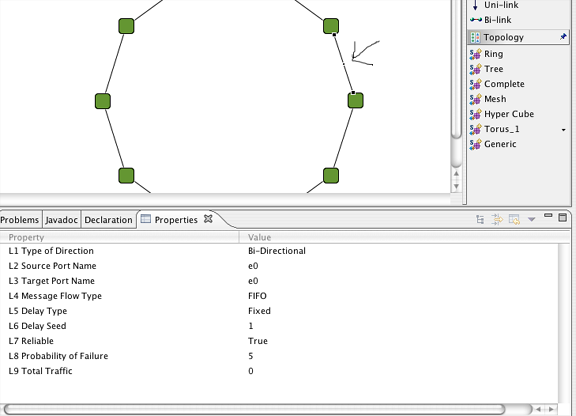 Uni-link
Bi-link
Topology
Ring
Tree
Complete
Mesh
Hyper Cube
Torus_1
Generic
Problems Javadoc Declaration Properties
Property Value
L1 Type of Direction Bi-Directional
L2 Source Port Name e0
L3 Target Port Name e0
L4 Message Flow Type FIFO
L5 Delay Type Fixed
L6 Delay Seed 1
L7 Reliable True
L8 Probability of Failure 5
L9 Total Traffic 0